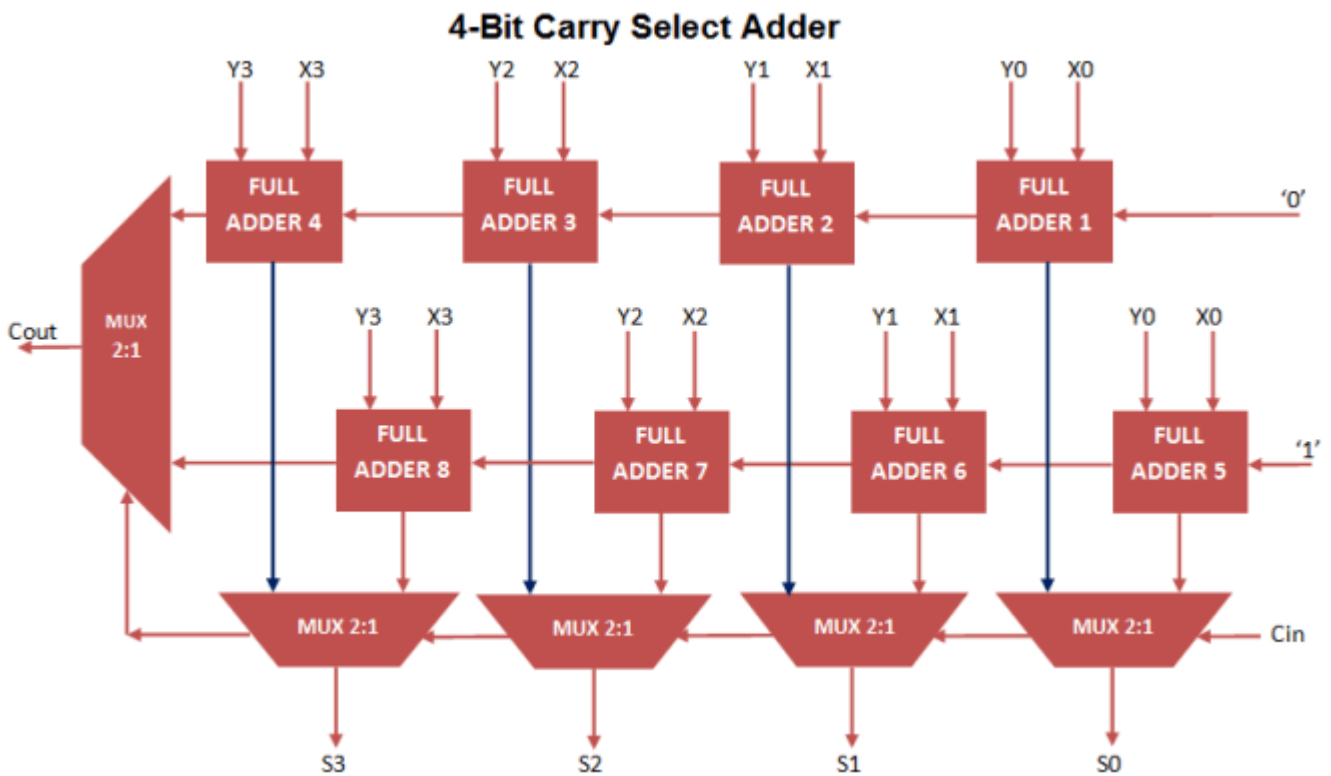 4-Bit Carry Select Adder
Y3 X3 Y2 X2 Y1 X1 Y0 X0
FULL ADDER 4
FULL ADDER 3
FULL ADDER 2
FULL ADDER 1
‘0’
Y3 X3 Y2 X2 Y1 X1 Y0 X0
Cout
MUX 2:1
FULL ADDER 8
FULL ADDER 7
FULL ADDER 6
FULL ADDER 5
‘1’
MUX 2:1
MUX 2:1
MUX 2:1
MUX 2:1
Cin
S3 S2 S1 S0